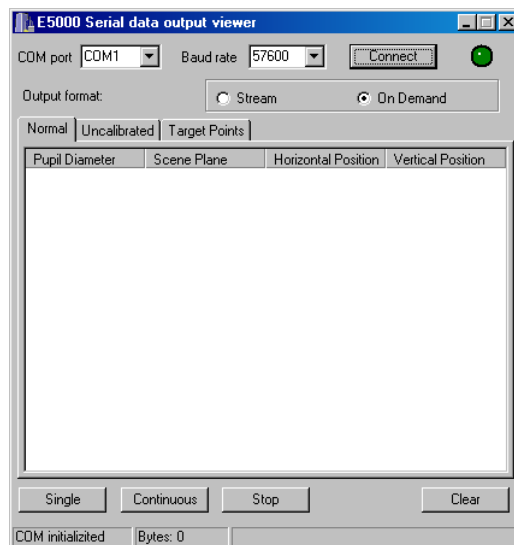 E5000 Serial data output viewer
COM port COM1 Baud rate 57600 Connect
Output format: Stream On Demand
Normal Uncalibrated Target Points
Pupil Diameter Scene Plane Horizontal Position Vertical Position
Single Continuous Stop Clear
COM initializited Bytes: 0